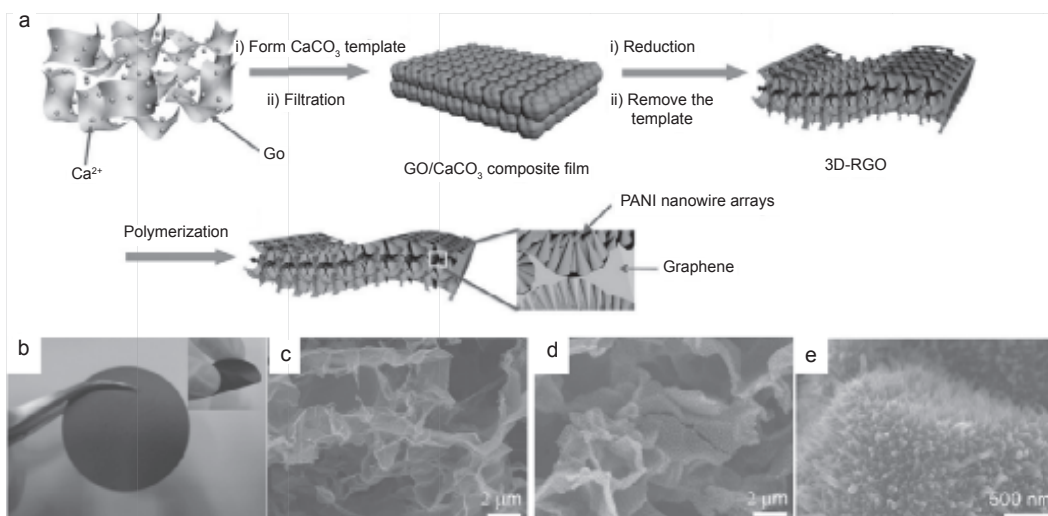 a
i) Form CaCO₃ template
ii) Filtration
i) Reduction
ii) Remove the
template
Ca²⁺
Go
GO/CaCO₃ composite film
3D-RGO
Polymerization
PANI nanowire arrays
Graphene
b
c
d
e
2 µm
2 µm
500 nm